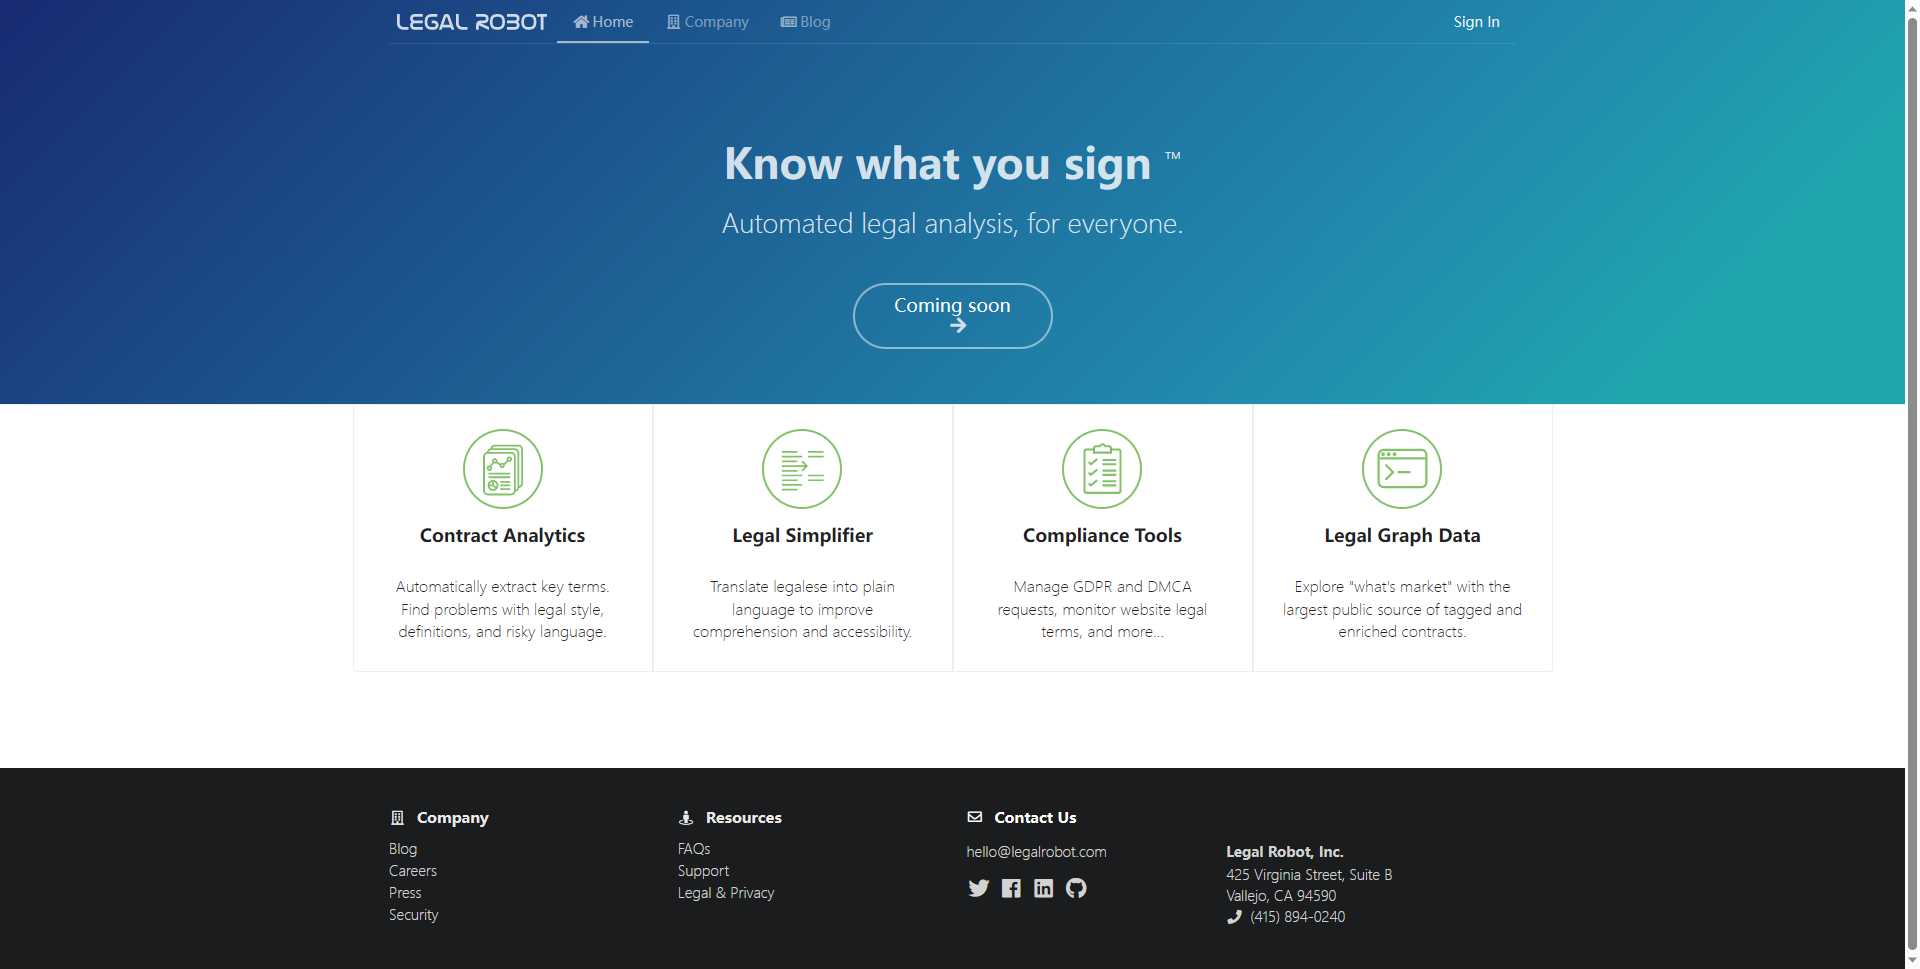 LEGAL ROBOT
Home
Company
Blog
Sign In
Know what you sign ™
Automated legal analysis, for everyone.
Coming soon
Contract Analytics
Automatically extract key terms.
Find problems with legal style,
definitions, and risky language.
Legal Simplifier
Translate legalese into plain
language to improve
comprehension and accessibility.
Compliance Tools
Manage GDPR and DMCA
requests, monitor website legal
terms, and more...
Legal Graph Data
Explore "what's market" with the
largest public source of tagged and
enriched contracts.
Company
Blog
Careers
Press
Security
Resources
FAQs
Support
Legal & Privacy
Contact Us
hello@legalrobot.com
Legal Robot, Inc.
425 Virginia Street, Suite B
Vallejo, CA 94590
(415) 894-0240